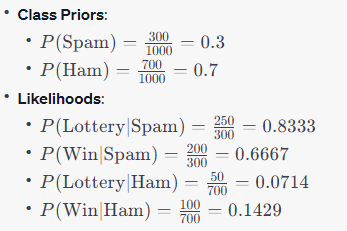 • Class Priors:
• P(Spam) = 300/1000 = 0.3
• P(Ham) = 700/1000 = 0.7
• Likelihoods:
• P(Lottery|Spam) = 250/300 = 0.8333
• P(Win|Spam) = 200/300 = 0.6667
• P(Lottery|Ham) = 50/700 = 0.0714
• P(Win|Ham) = 100/700 = 0.1429